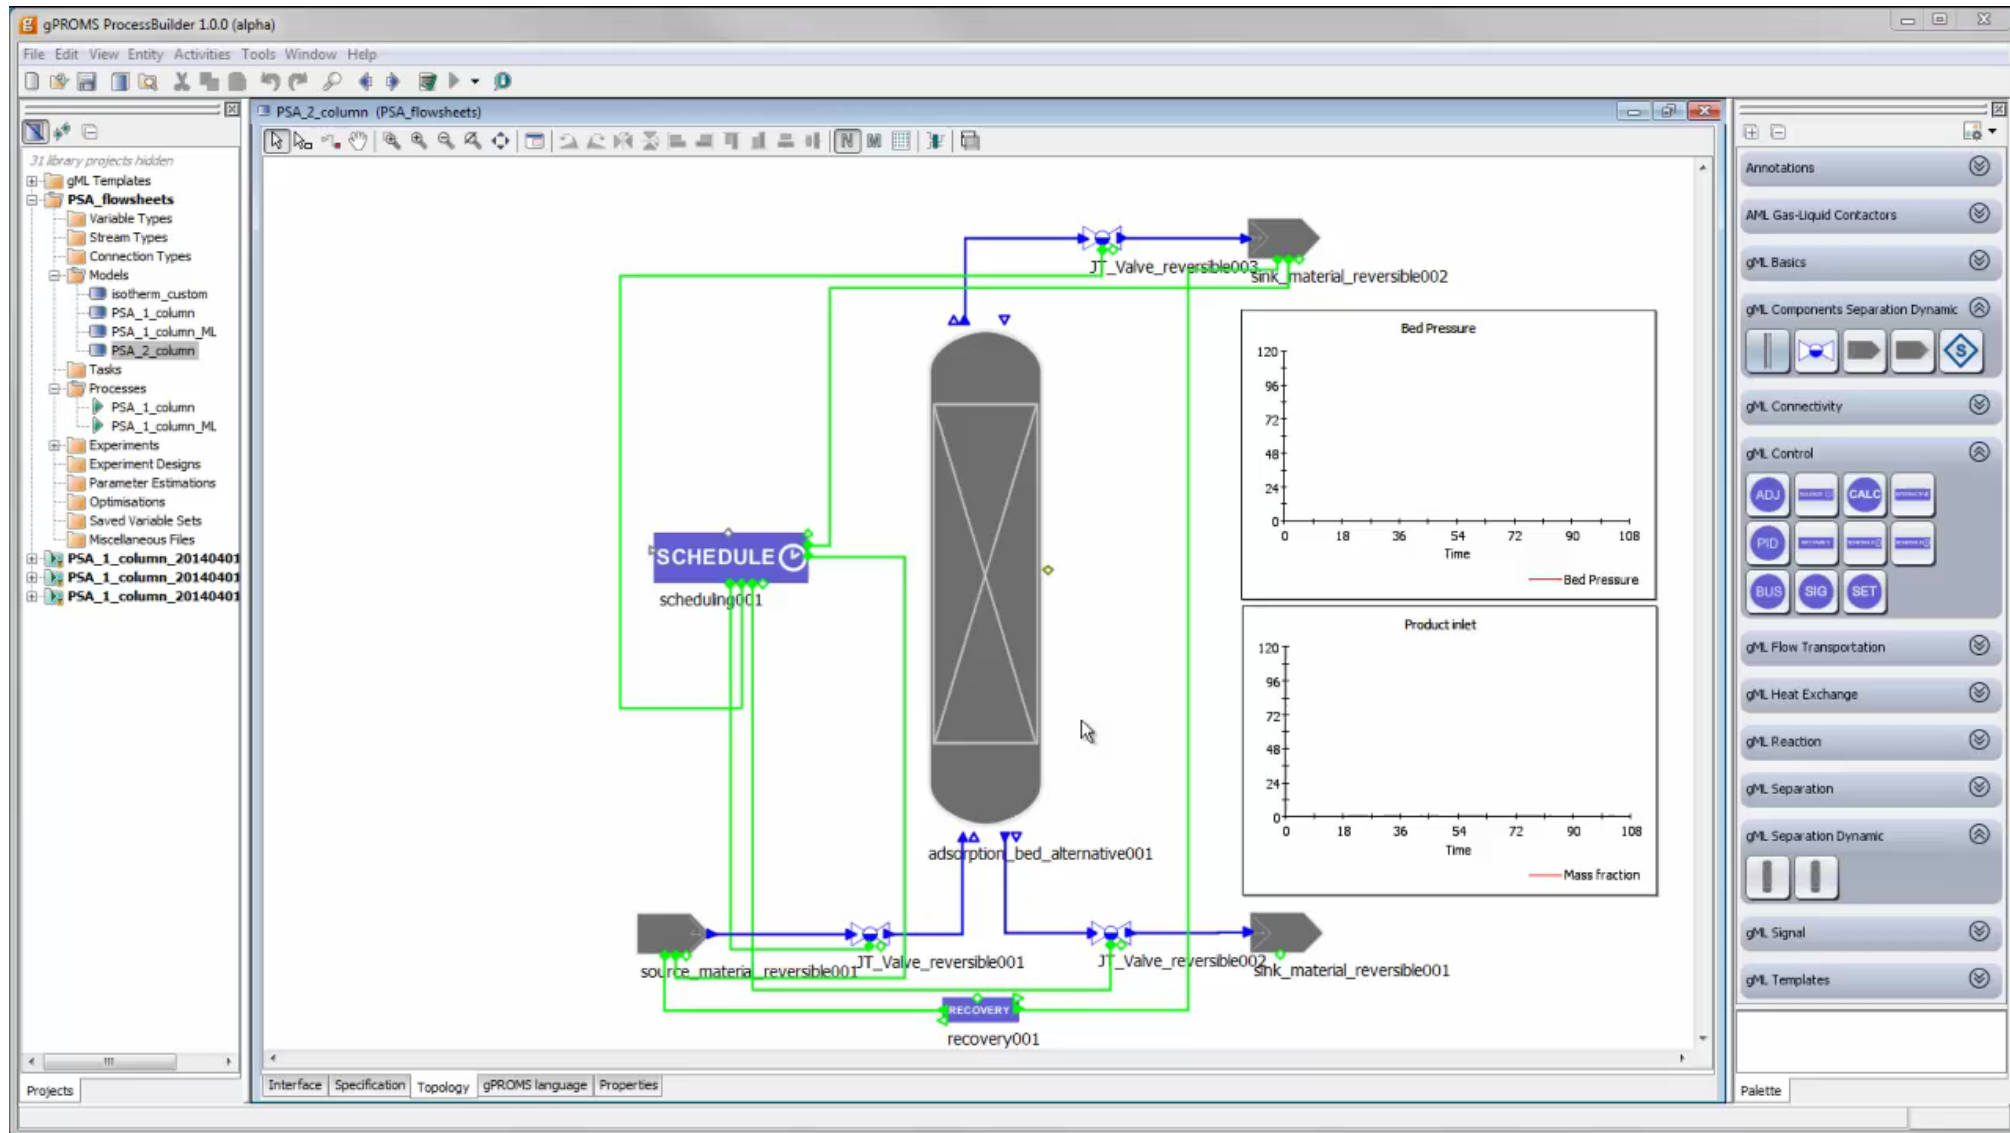 gPROMS ProcessBuilder 1.0.0 (alpha)
File Edit View Entity Activities Tools Window Help
31 library projects hidden
gML Templates
PSA_flowsheets
Variable Types
Stream Types
Connection Types
Models
isotherm_custom
PSA_1_column
PSA_1_column_ML
PSA_2_column
Tasks
Processes
PSA_1_column
PSA_1_column_ML
Experiments
Experiment Designs
Parameter Estimations
Optimisations
Saved Variable Sets
Miscellaneous Files
PSA_1_column_20140401
PSA_1_column_20140401
PSA_1_column_20140401
Projects
PSA_2_column (PSA_flowsheets)
N M
JT_Valve_reversible003
sink_material_reversible002
SCHEDULE
scheduling001
adsorption_bed_alternative001
source_material_reversible001
JT_Valve_reversible001
JT_Valve_reversible002
sink_material_reversible001
RECOVERY
recovery001
Bed Pressure
120
96
72
48
24
0
0 18 36 54 72 90 108
Time
Bed Pressure
Product inlet
120
96
72
48
24
0
0 18 36 54 72 90 108
Time
Mass fraction
Interface Specification Topology gPROMS language Properties
Annotations
AML Gas-Liquid Contactors
gML Basics
gML Components Separation Dynamic
S
gML Connectivity
gML Control
ADJ CALC
PID
BUS SIG SET
gML Flow Transportation
gML Heat Exchange
gML Reaction
gML Separation
gML Separation Dynamic
gML Signal
gML Templates
Palette